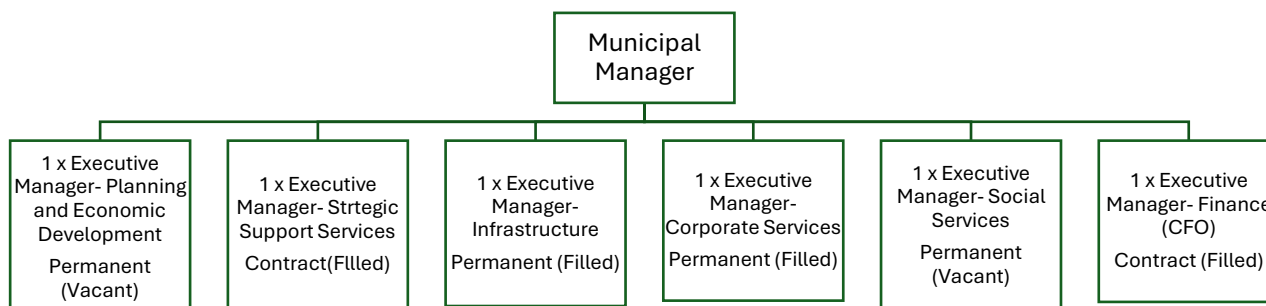 Municipal
Manager
1 x Executive
Manager- Planning
and Economic
Development
Permanent
(Vacant)
1 x Executive
Manager- Strtegic
Support Services
Contract(FIlled)
1 x Executive
Manager-
Infrastructure
Permanent (Filled)
1 x Executive
Manager-
Corporate Services
Permanent (Filled)
1 x Executive
Manager- Social
Services
Permanent
(Vacant)
1 x Executive
Manager- Finance
(CFO)
Contract (Filled)